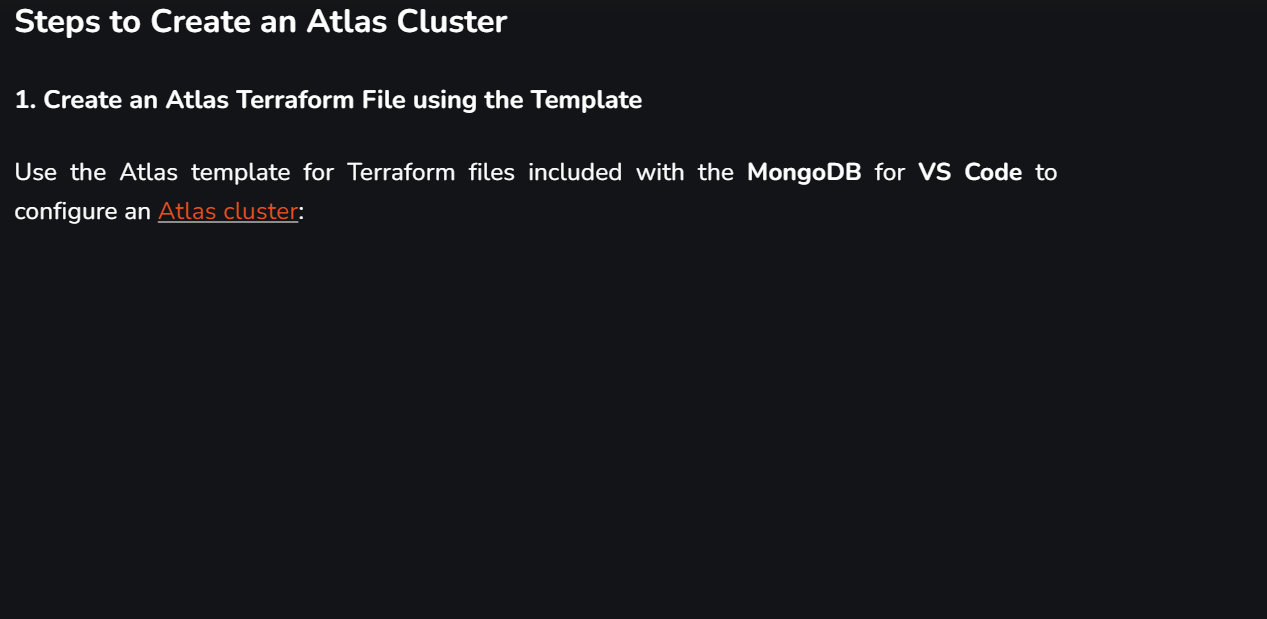 Steps to Create an Atlas Cluster
1. Create an Atlas Terraform File using the Template
Use the Atlas template for Terraform files included with the MongoDB for VS Code to
configure an Atlas cluster: